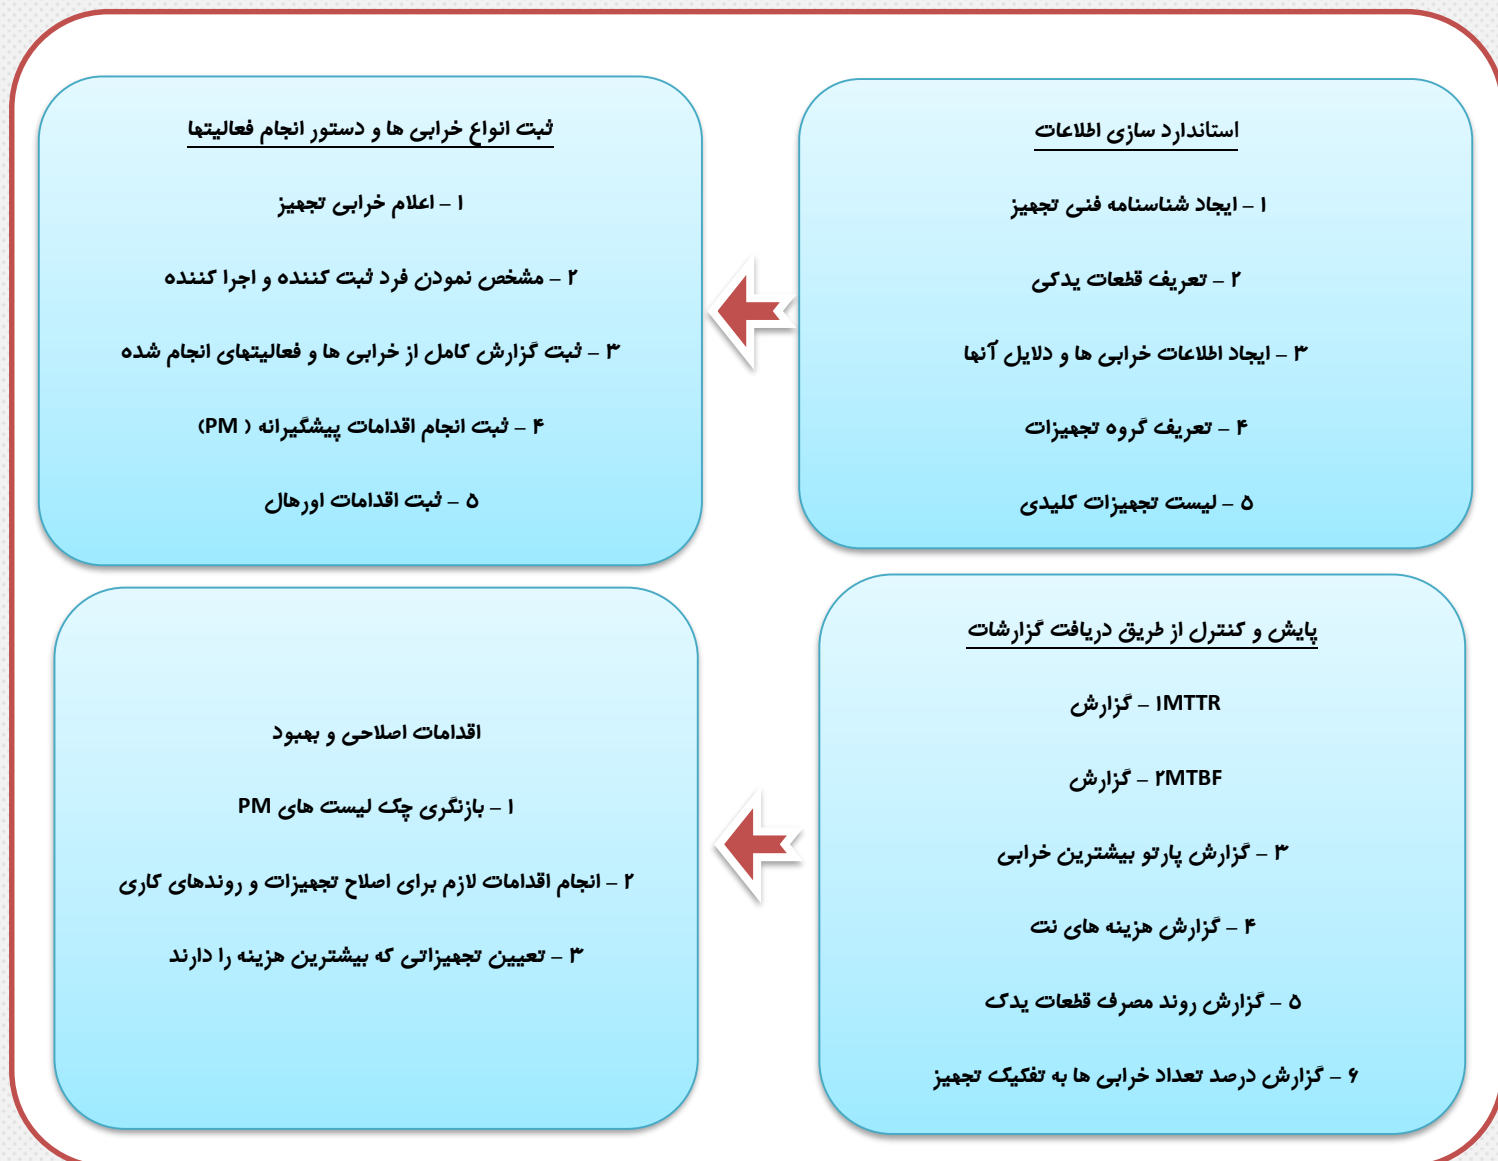 استاندارد سازی اطلاعات
۱ – ایجاد شناسنامه فنی تجهیز
۲ – تعریف قطعات یدکی
۳ – ایجاد اطلاعات خرابی ها و دلایل آنها
۴ – تعریف گروه تجهیزات
۵ – لیست تجهیزات کلیدی
ثبت انواع خرابی ها و دستور انجام فعالیتها
۱ – اعلام خرابی تجهیز
۲ – مشخص نمودن فرد ثبت کننده و اجرا کننده
۳ – ثبت گزارش کامل از خرابی ها و فعالیتهای انجام شده
۴ – ثبت انجام اقدامات پیشگیرانه ( PM)
۵ – ثبت اقدامات اورهال
پایش و کنترل از طریق دریافت گزارشات
۱MTTR – گزارش
۲MTBF – گزارش
۳ – گزارش پارتو بیشترین خرابی
۴ – گزارش هزینه های نت
۵ – گزارش روند مصرف قطعات یدک
۶ – گزارش درصد تعداد خرابی ها به تفکیک تجهیز
اقدامات اصلاحی و بهبود
۱ – بازنگری چک لیست های PM
۲ – انجام اقدامات لازم برای اصلاح تجهیزات و روندهای کاری
۳ – تعیین تجهیزاتی که بیشترین هزینه را دارند